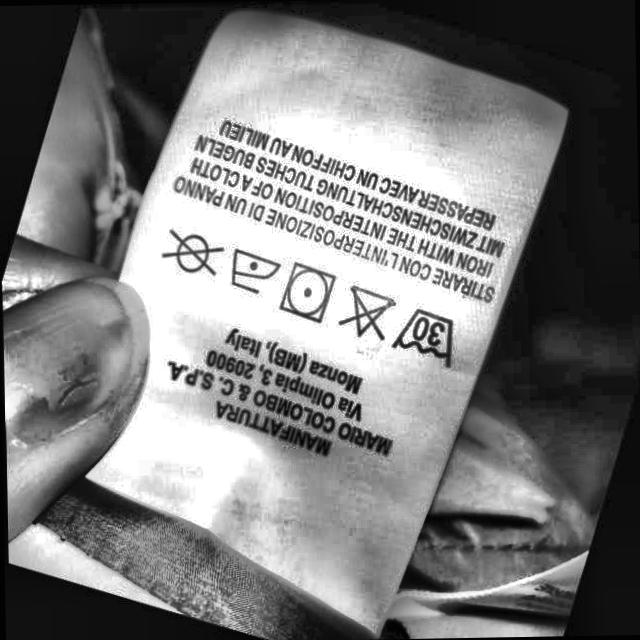 MANIFATTURA
MARIO COLOMBO & C. S.P.A.
Via Olimpia 3, 20900
Monza (MB), Italy
30
STIRARE CON L'INTERPOSIZIONE DI UN PANNO
IRON WITH THE INTERPOSITION OF A CLOTH
MIT ZWISCHENSCHALTUNG TUCHES BUGELN
REPASSER AVEC UN CHIFFON AU MILIEU